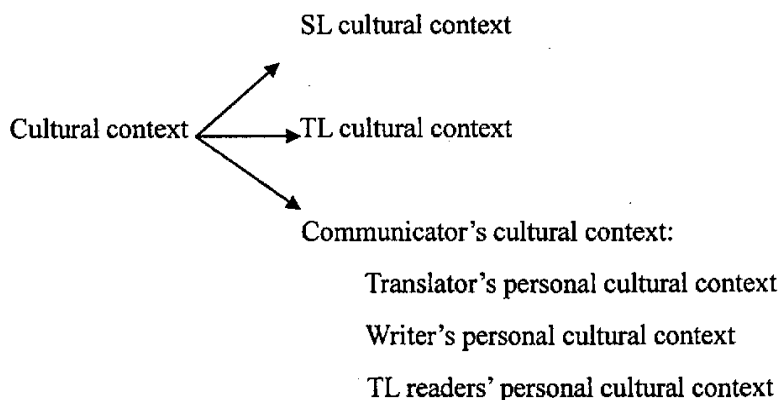 SL cultural context
Cultural context
TL cultural context
Communicator's cultural context:
Translator's personal cultural context
Writer's personal cultural context
TL readers' personal cultural context